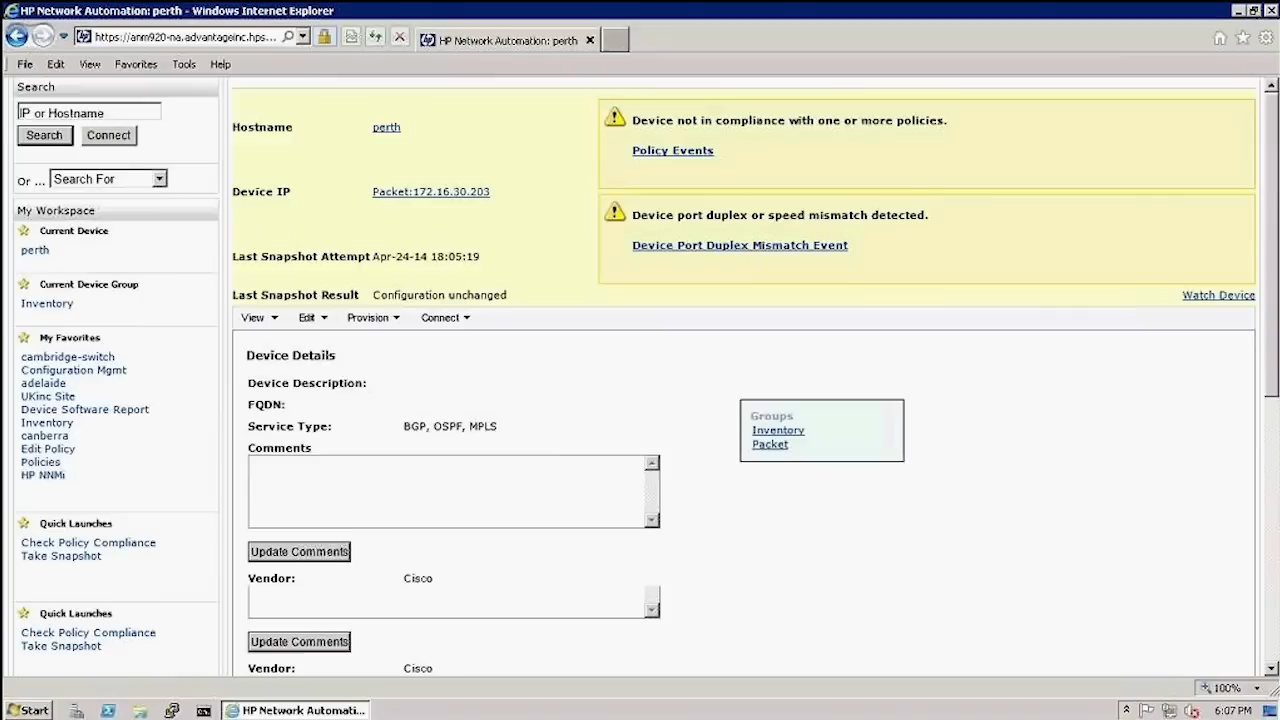 HP Network Automation: perth - Windows Internet Explorer
https://anm920-na.advantageinc.hps...
HP Network Automation: perth
File Edit View Favorites Tools Help
Search
IP or Hostname
Search Connect
Or ... Search For
My Workspace
Current Device
perth
Current Device Group
Inventory
My Favorites
cambridge-switch
Configuration Mgmt
adelaide
UKinc Site
Device Software Report
Inventory
canberra
Edit Policy
Policies
HP NNMi
Quick Launches
Check Policy Compliance
Take Snapshot
Quick Launches
Check Policy Compliance
Take Snapshot
Hostname perth
Device IP Packet:172.16.30.203
Last Snapshot Attempt Apr-24-14 18:05:19
Last Snapshot Result Configuration unchanged
Device not in compliance with one or more policies.
Policy Events
Device port duplex or speed mismatch detected.
Device Port Duplex Mismatch Event
Watch Device
View Edit Provision Connect
Device Details
Device Description:
FQDN:
Service Type: BGP, OSPF, MPLS
Comments
Groups
Inventory
Packet
Update Comments
Vendor: Cisco
Update Comments
Vendor: Cisco
100%
Start
HP Network Automati...
6:07 PM